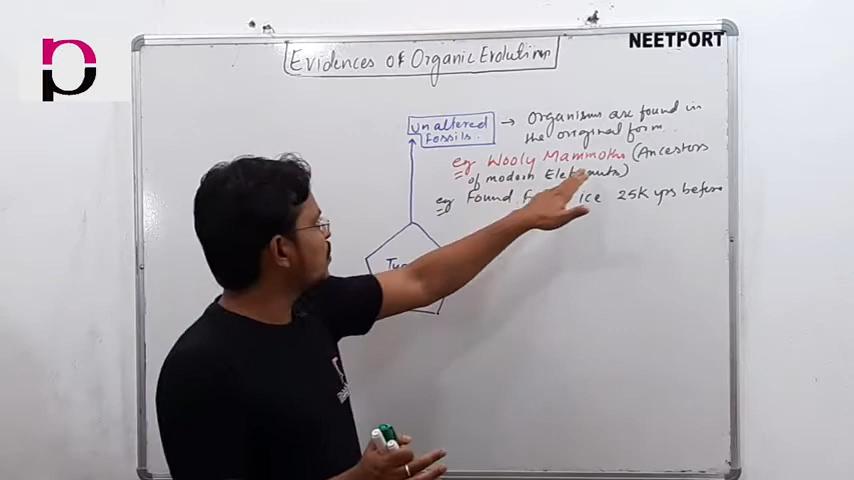 NEETPORT
Evidences of Organic Evolution
Unaltered
Fossils.
→ Organisms are found in
the original form.
eg Wooly Mammoths (Ancestors
of modern
eg Found ice 25K yrs before